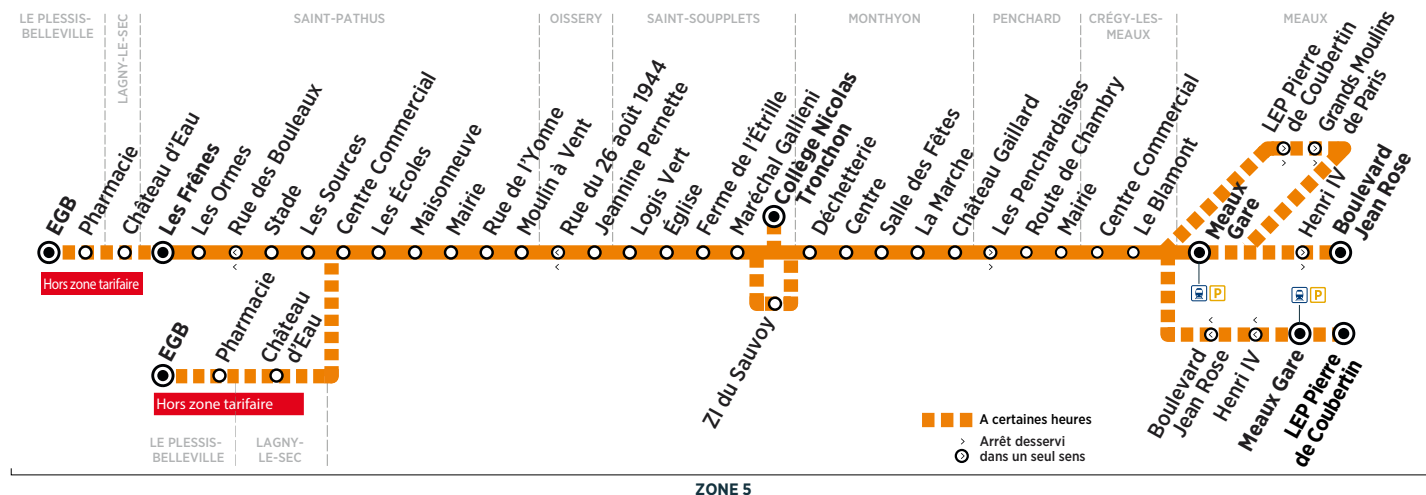 LE PLESSIS-
BELLEVILLE
LAGNY-LE-SEC
SAINT-PATHUS
OISSERY
SAINT-SOUPPLETS
MONTHYON
PENCHARD
CRÉGY-LES-
MEAUX
MEAUX
EGB
Pharmacie
Château d'Eau
Les Frênes
Les Ormes
Rue des Bouleaux
Stade
Les Sources
Centre Commercial
Les Écoles
Maisonneuve
Mairie
Rue de l'Yonne
Moulin à Vent
Rue du 26 août 1944
Jeannine Pernette
Logis Vert
Église
Ferme de l'Étrille
Maréchal Gallieni
Collège Nicolas
Tronchon
Déchetterie
Centre
Salle des Fêtes
La Marche
Château Gaillard
Les Penchardaises
Route de Chambry
Mairie
Centre Commercial
Le Blamont
Meaux
Gare
LEP Pierre
de Coubertin
Grands Moulins
de Paris
Henri IV
Boulevard
Jean Rose
Hors zone tarifaire
P
P
EGB
Pharmacie
Château
d'Eau
Hors zone tarifaire
ZI du Sauvoy
Boulevard
Jean Rose
Henri IV
Meaux Gare
LEP Pierre
de Coubertin
LE PLESSIS-
BELLEVILLE
LAGNY-
LE-SEC
A certaines heures
Arrêt desservi
dans un seul sens
ZONE 5